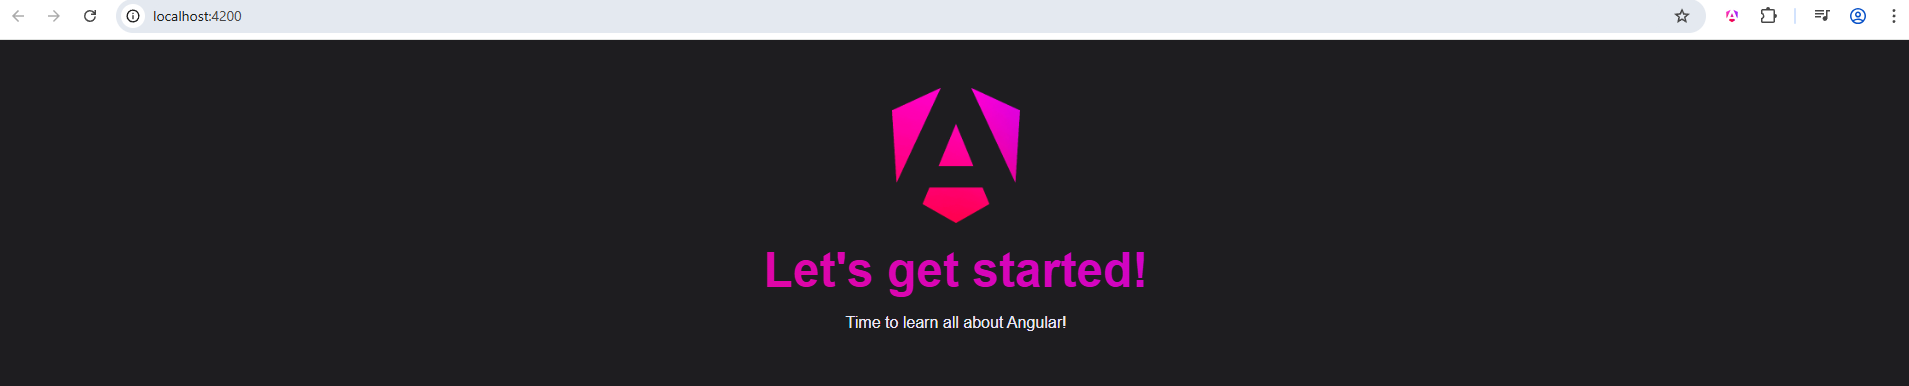 localhost:4200
Let's get started!
Time to learn all about Angular!